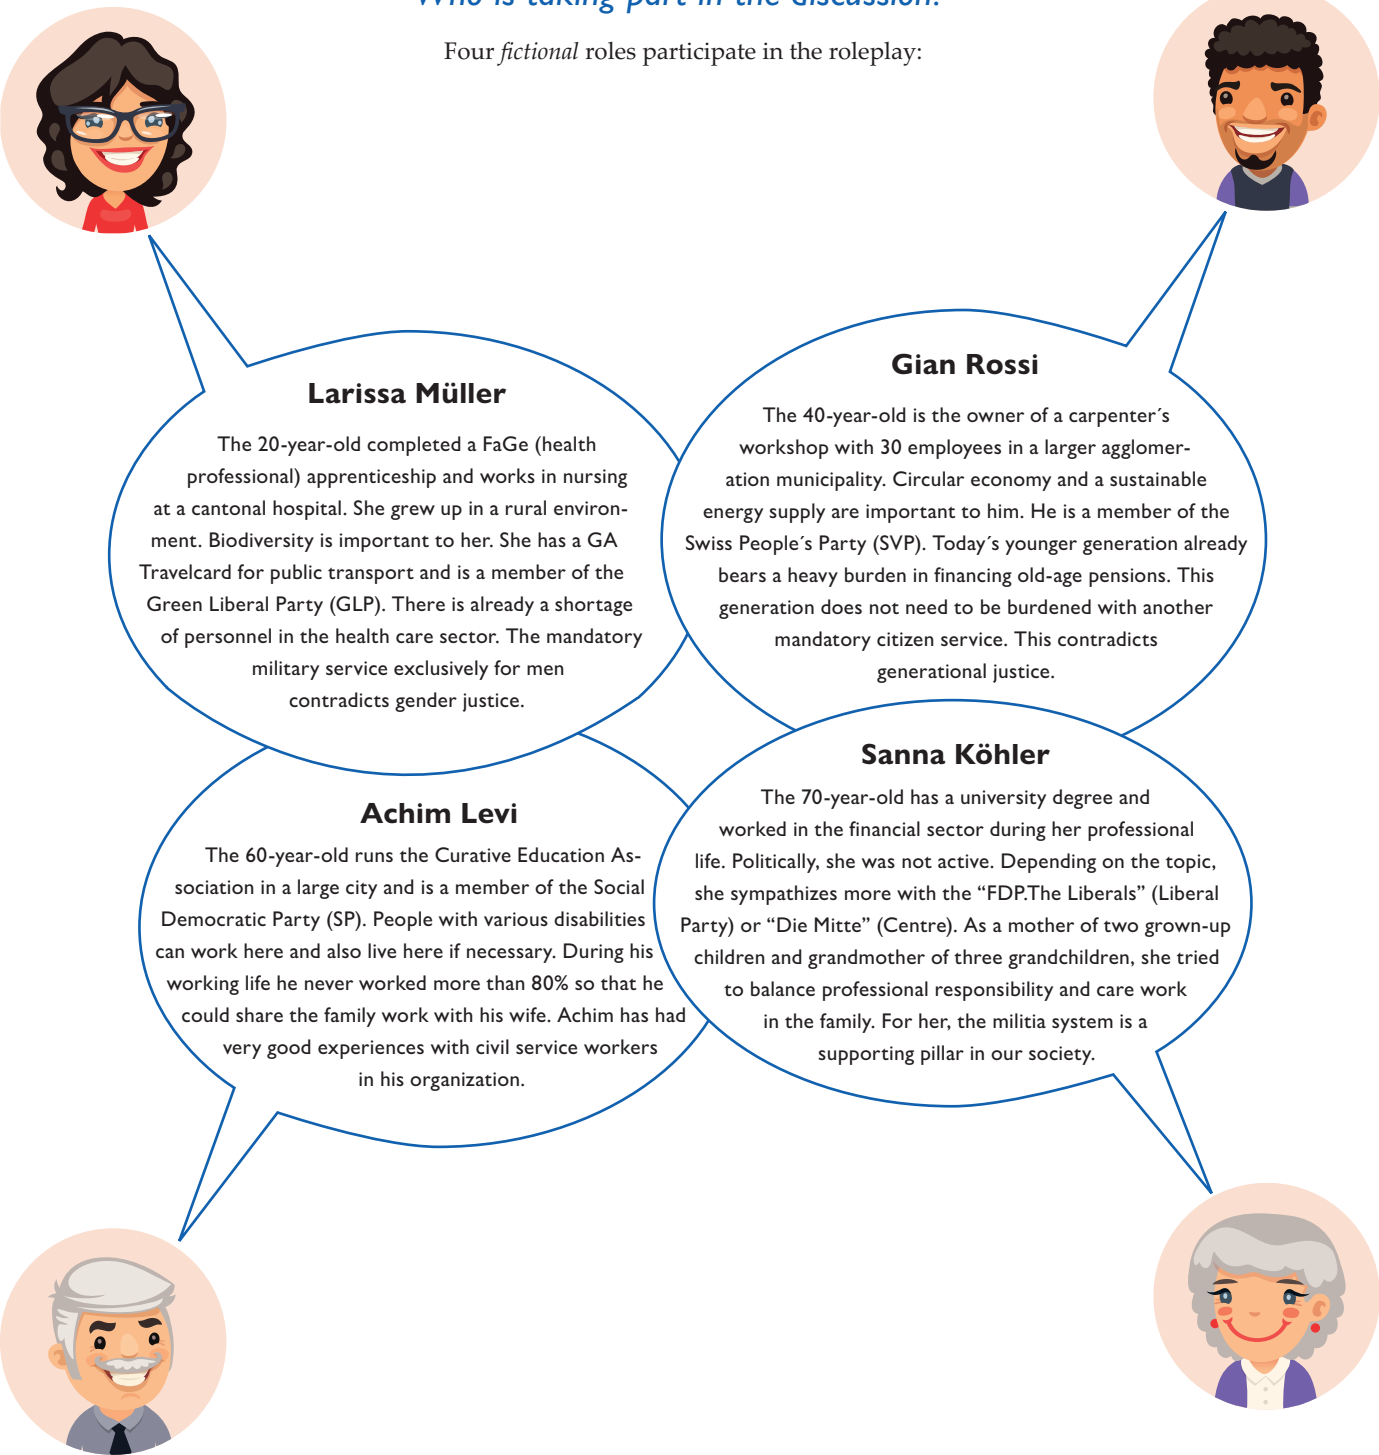 Who is taking part in the discussion?
Four fictional roles participate in the roleplay:
Larissa Müller
The 20-year-old completed a FaGe (health
professional) apprenticeship and works in nursing
at a cantonal hospital. She grew up in a rural environ-
ment. Biodiversity is important to her. She has a GA
Travelcard for public transport and is a member of the
Green Liberal Party (GLP). There is already a shortage
of personnel in the health care sector. The mandatory
military service exclusively for men
contradicts gender justice.
Gian Rossi
The 40-year-old is the owner of a carpenter´s
workshop with 30 employees in a larger agglomer-
ation municipality. Circular economy and a sustainable
energy supply are important to him. He is a member of the
Swiss People´s Party (SVP). Today´s younger generation already
bears a heavy burden in financing old-age pensions. This
generation does not need to be burdened with another
mandatory citizen service. This contradicts
generational justice.
Achim Levi
The 60-year-old runs the Curative Education As-
sociation in a large city and is a member of the Social
Democratic Party (SP). People with various disabilities
can work here and also live here if necessary. During his
working life he never worked more than 80% so that he
could share the family work with his wife. Achim has had
very good experiences with civil service workers
in his organization.
Sanna Köhler
The 70-year-old has a university degree and
worked in the financial sector during her professional
life. Politically, she was not active. Depending on the topic,
she sympathizes more with the “FDP.The Liberals” (Liberal
Party) or “Die Mitte” (Centre). As a mother of two grown-up
children and grandmother of three grandchildren, she tried
to balance professional responsibility and care work
in the family. For her, the militia system is a
supporting pillar in our society.